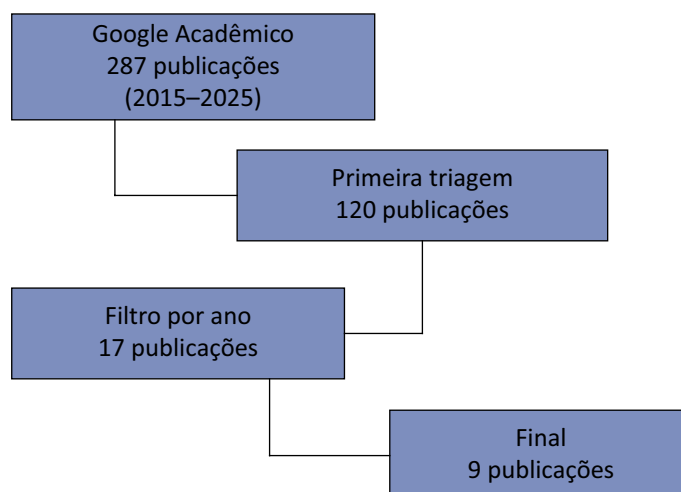 Google Acadêmico
287 publicações
(2015–2025)
Primeira triagem
120 publicações
Filtro por ano
17 publicações
Final
9 publicações